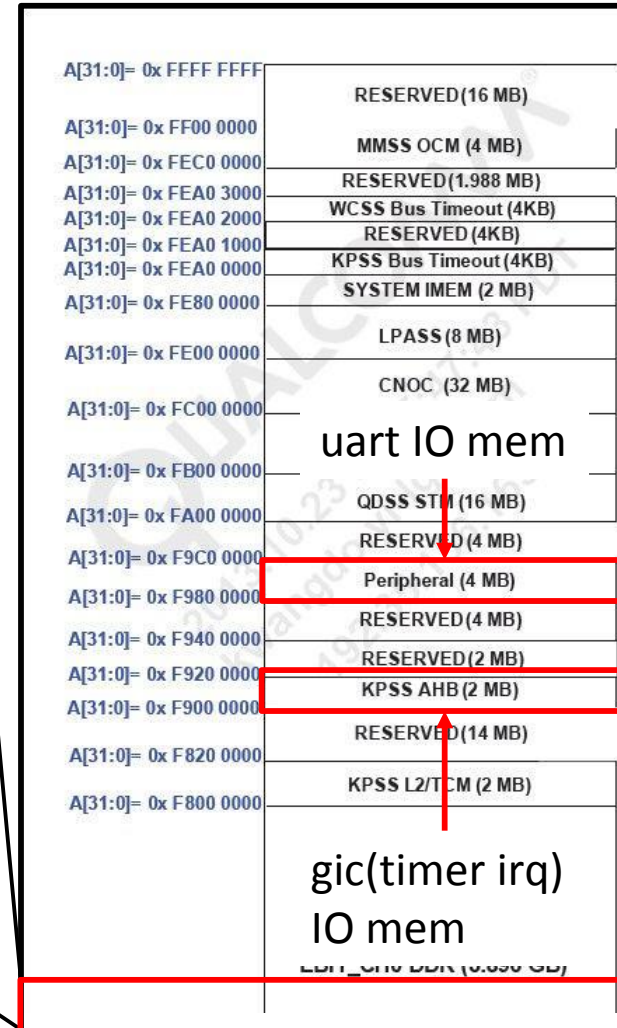 A[31:0]= 0x FFFF FFFF
RESERVED(16 MB)
A[31:0]= 0x FF00 0000
MMSS OCM (4 MB)
A[31:0]= 0x FEC0 0000
RESERVED(1.988 MB)
A[31:0]= 0x FEA0 3000
WCSS Bus Timeout (4KB)
A[31:0]= 0x FEA0 2000
RESERVED(4KB)
A[31:0]= 0x FEA0 1000
KPSS Bus Timeout(4KB)
A[31:0]= 0x FEA0 0000
SYSTEM IMEM (2 MB)
A[31:0]= 0x FE80 0000
LPASS(8 MB)
A[31:0]= 0x FE00 0000
CNOC (32 MB)
A[31:0]= 0x FC00 0000
uart IO mem
A[31:0]= 0x FB00 0000
QDSS STM (16 MB)
A[31:0]= 0x FA00 0000
RESERVED(4 MB)
A[31:0]= 0x F9C0 0000
Peripheral (4 MB)
A[31:0]= 0x F980 0000
RESERVED(4 MB)
A[31:0]= 0x F940 0000
RESERVED(2 MB)
A[31:0]= 0x F920 0000
KPSS AHB(2 MB)
A[31:0]= 0x F900 0000
RESERVED(14 MB)
A[31:0]= 0x F820 0000
KPSS L2/TCM (2 MB)
A[31:0]= 0x F800 0000
gic(timer irq)
IO mem
QUALCOMM